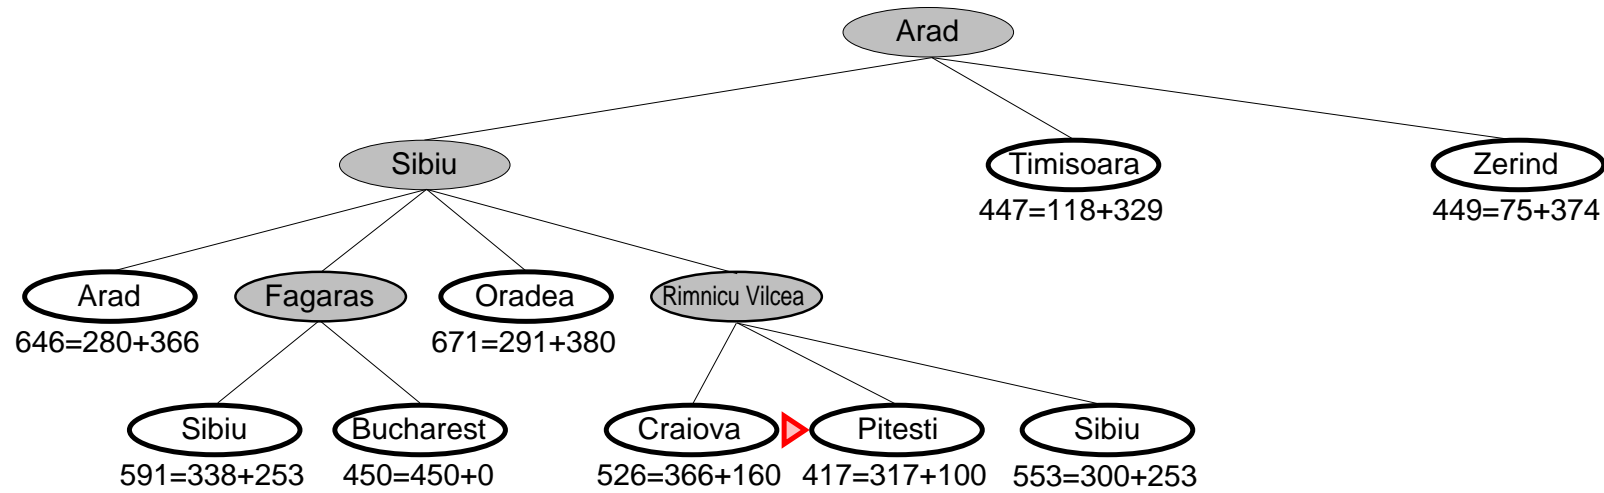 Arad
Sibiu
Timisoara
Zerind
447=118+329
449=75+374
Arad
Fagaras
Oradea
Rimnicu Vilcea
646=280+366
671=291+380
Sibiu
Bucharest
Craiova
Pitesti
Sibiu
591=338+253
450=450+0
526=366+160
417=317+100
553=300+253